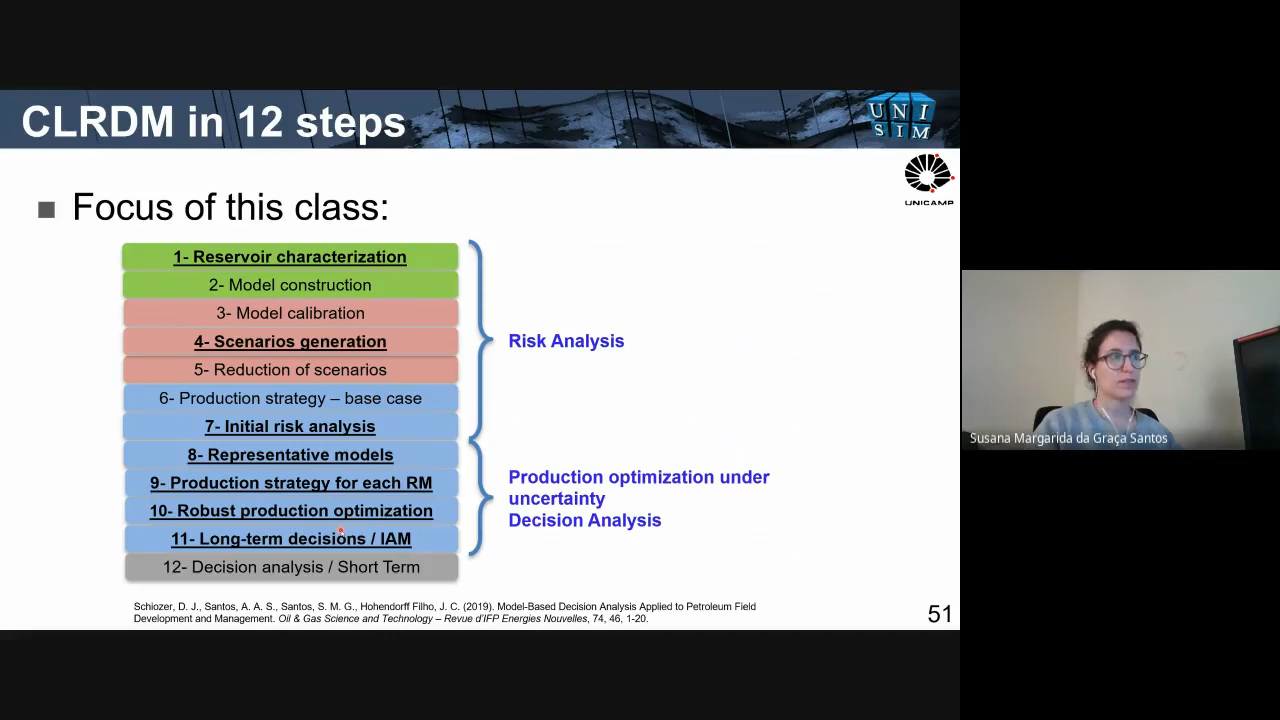 CLRDM in 12 steps
UNI
SIM
UNICAMP
Focus of this class:
1- Reservoir characterization
2- Model construction
3- Model calibration
4- Scenarios generation
5- Reduction of scenarios
6- Production strategy – base case
7- Initial risk analysis
8- Representative models
9- Production strategy for each RM
10- Robust production optimization
11- Long-term decisions / IAM
12- Decision analysis / Short Term
Risk Analysis
Production optimization under
uncertainty
Decision Analysis
Schiozer, D. J., Santos, A. A. S., Santos, S. M. G., Hohendorff Filho, J. C. (2019). Model-Based Decision Analysis Applied to Petroleum Field
Development and Management. Oil & Gas Science and Technology – Revue d'IFP Energies Nouvelles, 74, 46, 1-20.
51
Susana Margarida da Graça Santos